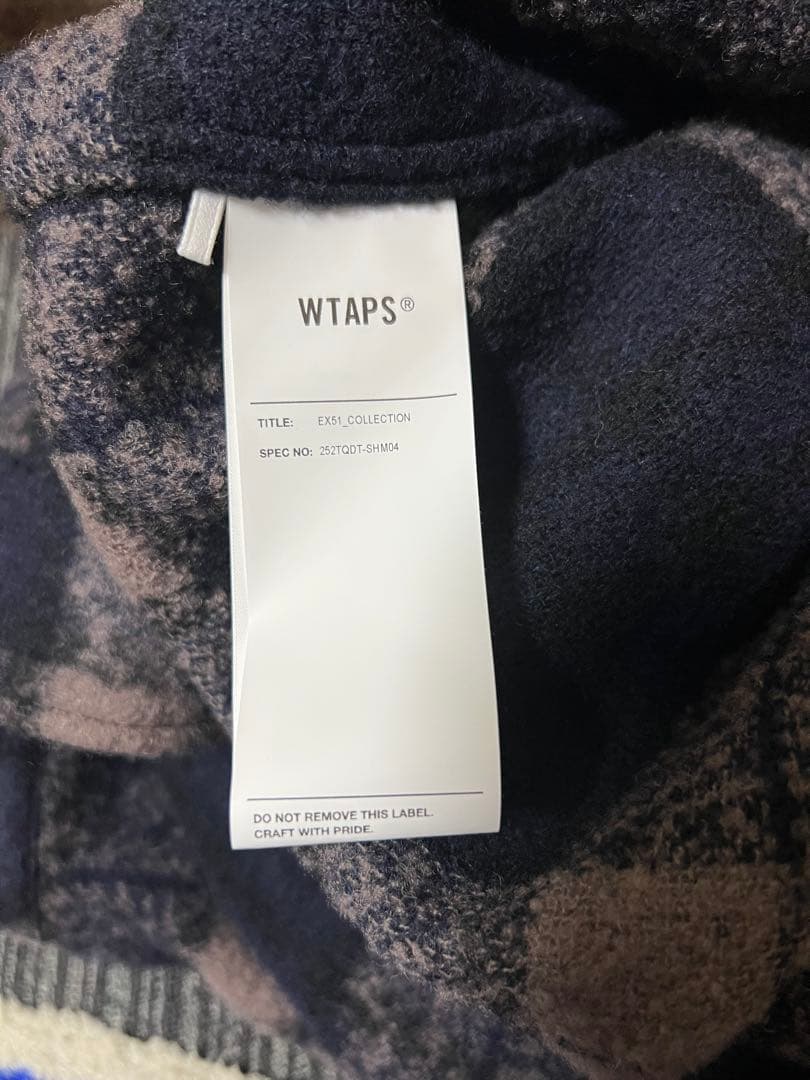 WTAPS®
TITLE: EX51_COLLECTION
SPEC NO: 252TQDT-SHM04
DO NOT REMOVE THIS LABEL.
CRAFT WITH PRIDE.